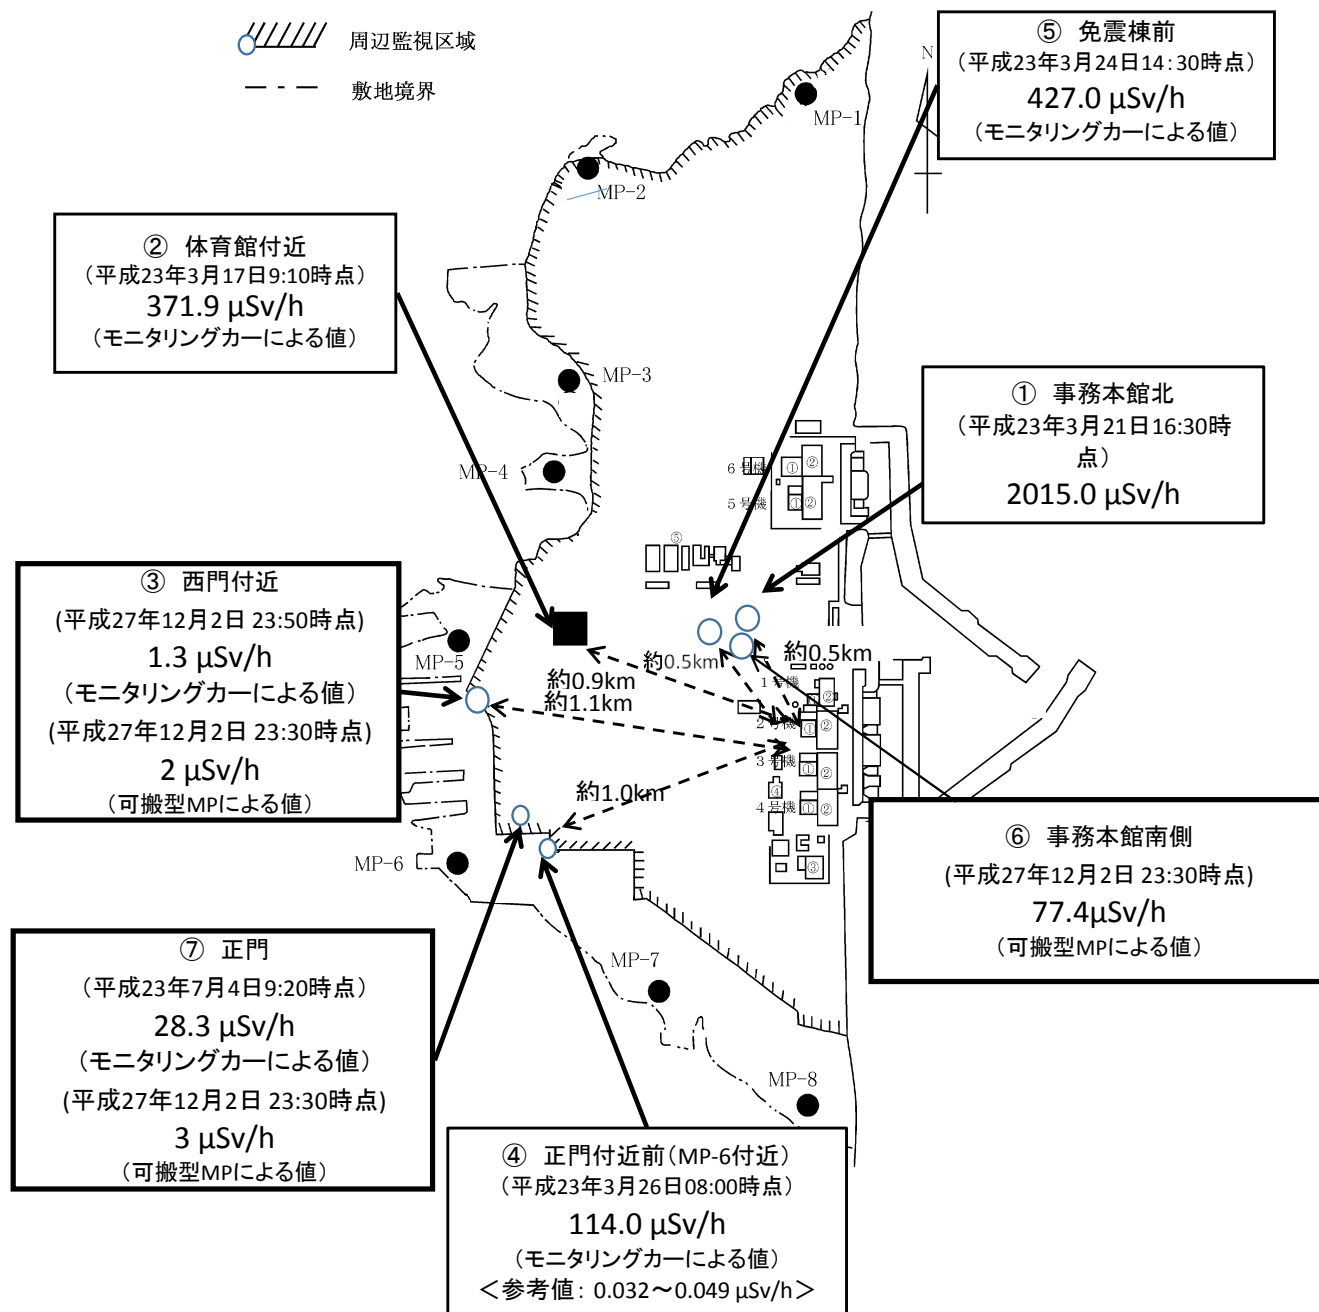 周辺監視区域
敷地境界
⑤ 免震棟前
（平成23年3月24日14:30時点）
427.0 μSv/h
（モニタリングカーによる値）
N
MP-1
MP-2
② 体育館付近
（平成23年3月17日9:10時点）
371.9 μSv/h
（モニタリングカーによる値）
MP-3
① 事務本館北
（平成23年3月21日16:30時
点）
2015.0 μSv/h
MP-4
6号機
① ②
5号機
① ②
⑤
③ 西門付近
(平成27年12月2日 23:50時点)
1.3 μSv/h
（モニタリングカーによる値）
(平成27年12月2日 23:30時点)
2 μSv/h
（可搬型MPによる値）
MP-5
約0.9km
約1.1km
約0.5km
約0.5km
1号機
②
2号機
① ②
3号機
① ②
④
4号機
① ②
③
約1.0km
MP-6
⑥ 事務本館南側
(平成27年12月2日 23:30時点)
77.4μSv/h
（可搬型MPによる値）
⑦ 正門
（平成23年7月4日9:20時点）
28.3 μSv/h
（モニタリングカーによる値）
(平成27年12月2日 23:30時点)
3 μSv/h
（可搬型MPによる値）
MP-7
MP-8
④ 正門付近前（MP-6付近）
（平成23年3月26日08:00時点）
114.0 μSv/h
（モニタリングカーによる値）
＜参考値: 0.032～0.049 μSv/h＞